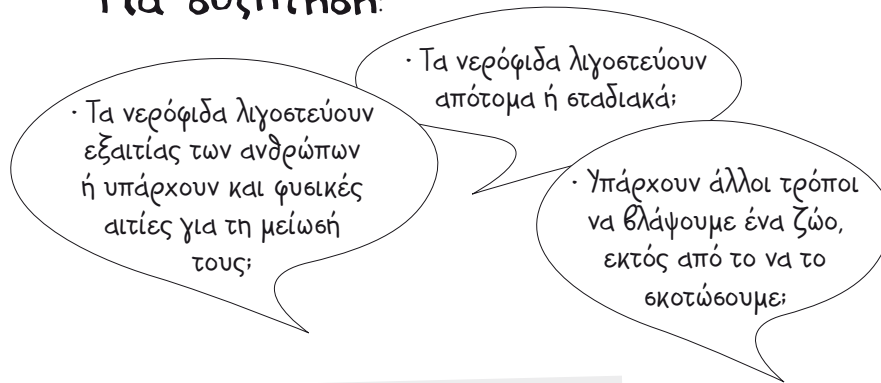 Για συζήτηση:
· Τα νερόφιδα λιγοστεύουν
απότομα ή σταδιακά;
· Τα νερόφιδα λιγοστεύουν
εξαιτίας των ανθρώπων
ή υπάρχουν και φυσικές
αιτίες για τη μείωσή
τους;
· Υπάρχουν άλλοι τρόποι
να βλάψουμε ένα ζώο,
εκτός από το να το
σκοτώσουμε;